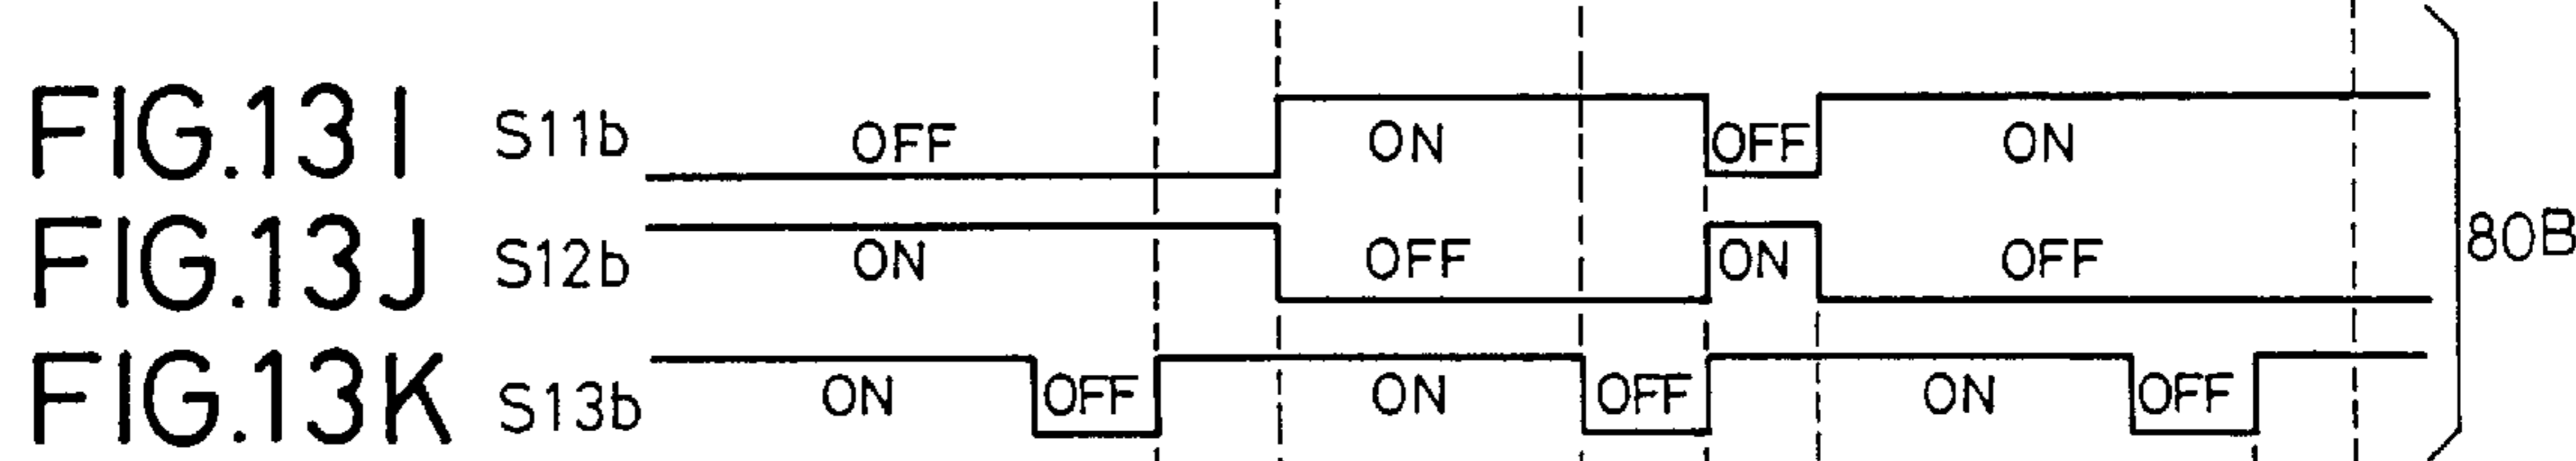 FIG.13I S11b OFF ON OFF ON
FIG.13J S12b ON OFF ON OFF 80B
FIG.13K S13b ON OFF ON OFF ON OFF